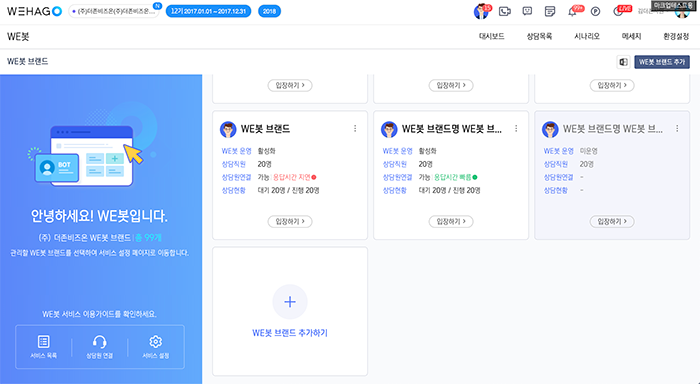 WEHAGO
(주)더존비즈온(주)더존비즈온...
N
12기 2017.01.01 ~ 2017.12.31
2018
15
99+
LIVE
마크업테스트용
WE봇
대시보드
상담목록
시나리오
메세지
환경설정
WE봇 브랜드
WE봇 브랜드 추가
입장하기 >
입장하기 >
입장하기 >
BOT
안녕하세요! WE봇입니다.
(주) 더존비즈온 WE봇 브랜드 총 99개
관리할 WE봇 브랜드를 선택하여 서비스 설정 페이지로 이동합니다.
WE봇 서비스 이용가이드를 확인하세요.
서비스 목록
상담원 연결
서비스 설정
WE봇 브랜드
WE봇 운영 활성화
상담직원 20명
상담원연결 가능 응답시간 지연
상담현황 대기 20명 / 진행 20명
입장하기 >
WE봇 브랜드명 WE봇 브...
WE봇 운영 활성화
상담직원 20명
상담원연결 가능 응답시간 빠름
상담현황 대기 20명 / 진행 20명
입장하기 >
WE봇 브랜드명 WE봇 브...
WE봇 운영 미운영
상담직원 20명
상담원연결 -
상담현황 -
입장하기 >
WE봇 브랜드 추가하기